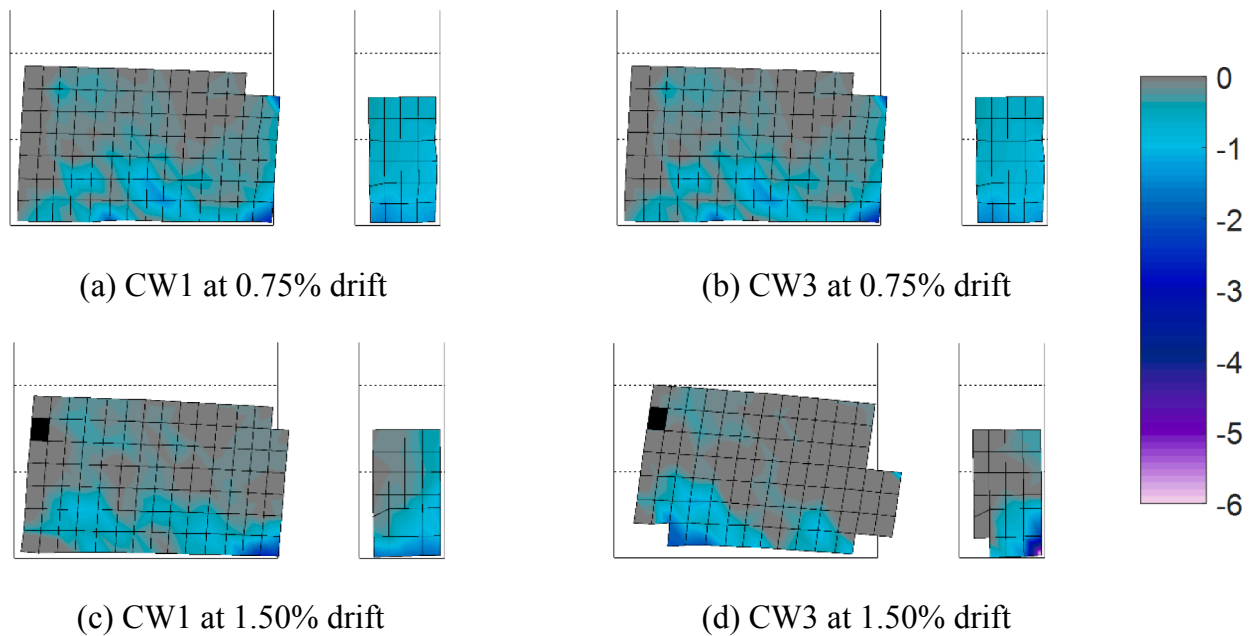 (a) CW1 at 0.75% drift
(b) CW3 at 0.75% drift
(c) CW1 at 1.50% drift
(d) CW3 at 1.50% drift
0
-1
-2
-3
-4
-5
-6